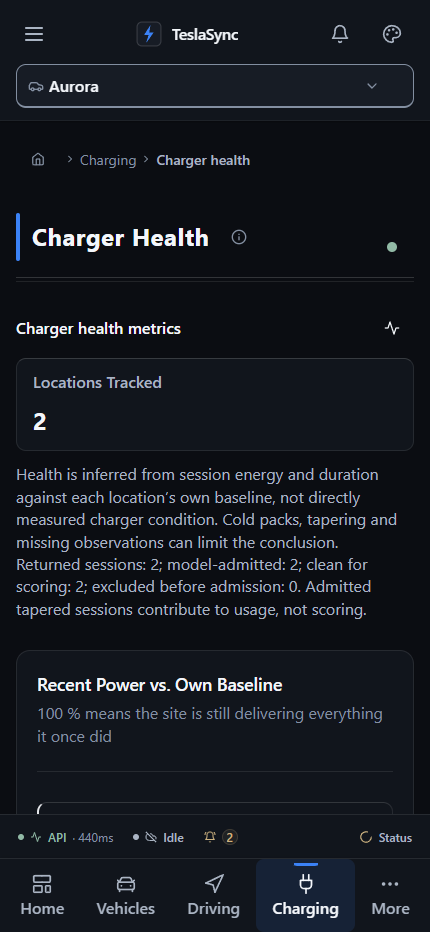 TeslaSync
Aurora
Charging > Charger health
Charger Health
Charger health metrics
Locations Tracked
2
Health is inferred from session energy and duration
against each location's own baseline, not directly
measured charger condition. Cold packs, tapering and
missing observations can limit the conclusion.
Returned sessions: 2; model-admitted: 2; clean for
scoring: 2; excluded before admission: 0. Admitted
tapered sessions contribute to usage, not scoring.
Recent Power vs. Own Baseline
100 % means the site is still delivering everything
it once did
API · 440ms Idle 2 Status
Home Vehicles Driving Charging More